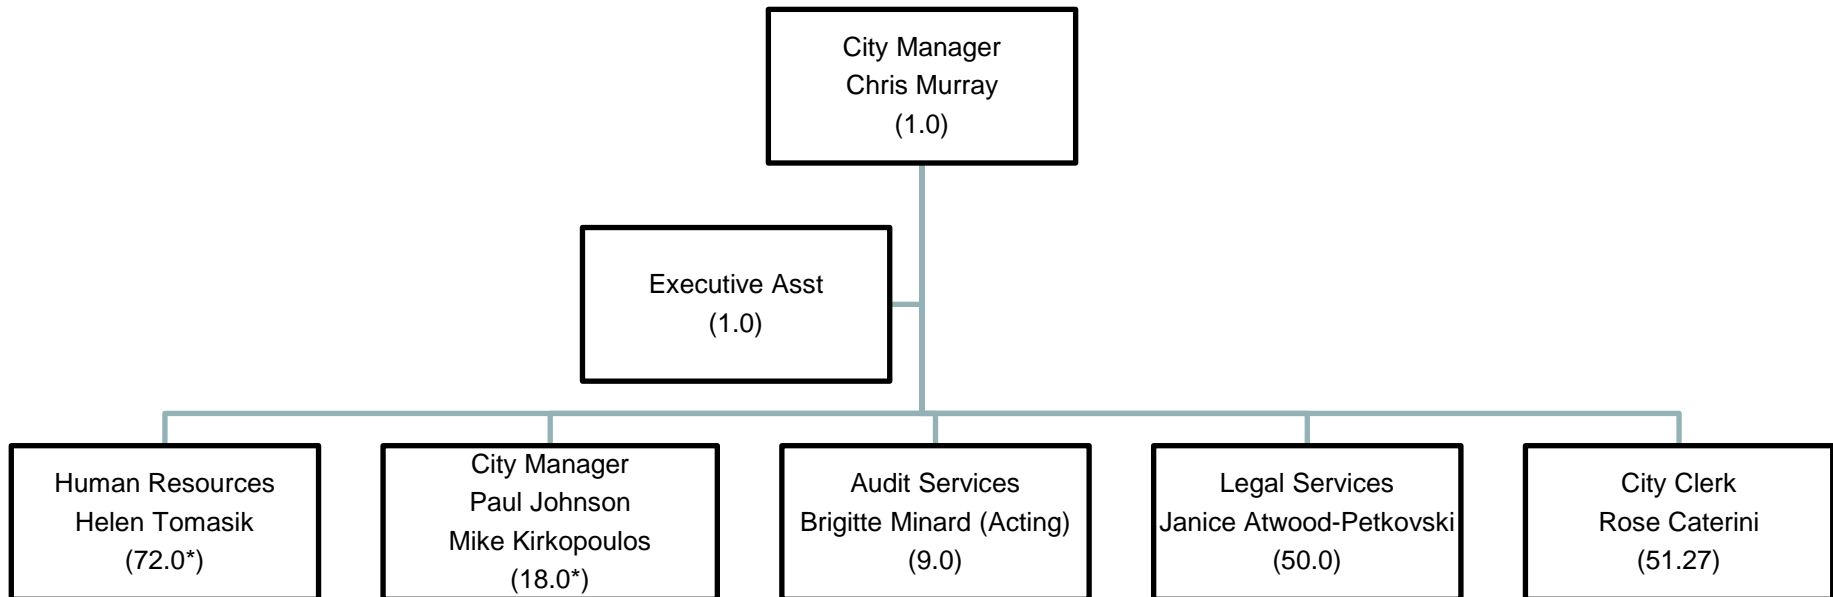 City Manager
Chris Murray
(1.0)
Executive Asst
(1.0)
Human Resources
Helen Tomasik
(72.0*)
City Manager
Paul Johnson
Mike Kirkopoulos
(18.0*)
Audit Services
Brigitte Minard (Acting)
(9.0)
Legal Services
Janice Atwood-Petkovski
(50.0)
City Clerk
Rose Caterini
(51.27)